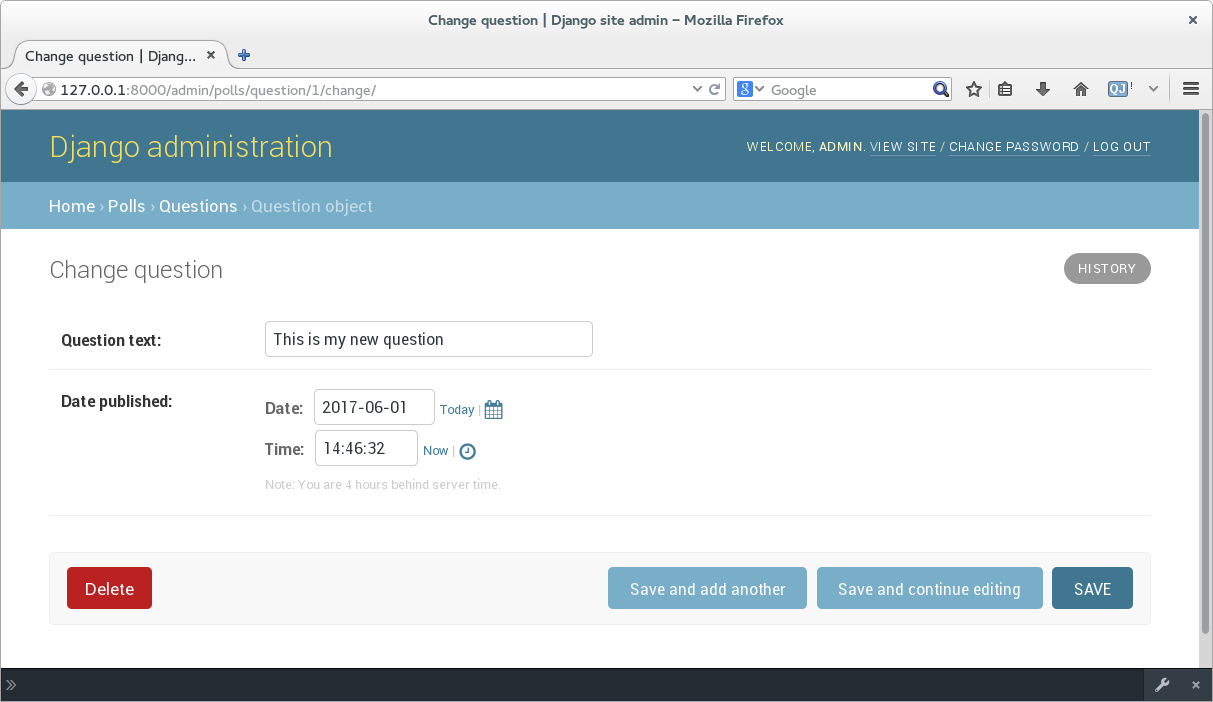 Change question | Django site admin – Mozilla Firefox
Change question | Djang...
127.0.0.1:8000/admin/polls/question/1/change/
Google
QJ !
Django administration
WELCOME, ADMIN. VIEW SITE / CHANGE PASSWORD / LOG OUT
Home › Polls › Questions › Question object
Change question
HISTORY
Question text:
This is my new question
Date published:
Date: 2017-06-01 Today |
Time: 14:46:32 Now |
Note: You are 4 hours behind server time.
Delete
Save and add another
Save and continue editing
SAVE